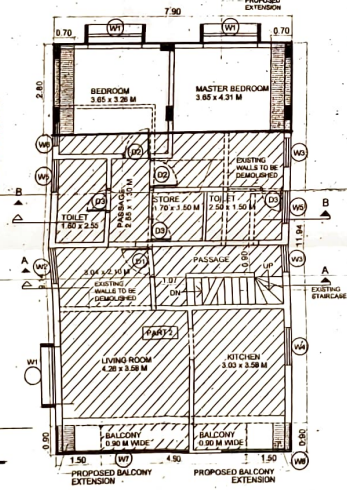 PROPOSED
EXTENSION
7.90
W1
W1
0.70
0.70
2.80
BEDROOM
3.65 x 3.26 M
MASTER BEDROOM
3.65 x 4.31 M
W6
D2
W3
D2
EXISTING
WALLS TO BE
DEMOLISHED
W5
PASSAGE
B
B
D3
STORE
1.70 x 1.50 M
TOILET
2.50 x 1.50 M
D3
W5
TOILET
1.60 x 2.55
D3
11.94
A
A
W2
D1
3.04 x 2.10 M
PASSAGE
0.90
W3
EXISTING
WALLS TO BE
DEMOLISHED
1.07
DN
UP
EXISTING
STAIRCASE
PART 2
W1
LIVING ROOM
4.28 x 3.58 M
KITCHEN
3.03 x 3.58 M
W4
0.90
BALCONY
0.90 M WIDE
BALCONY
0.90 M WIDE
0.90
1.50
W7
4.90
1.50
W8
PROPOSED BALCONY
EXTENSION
PROPOSED BALCONY
EXTENSION